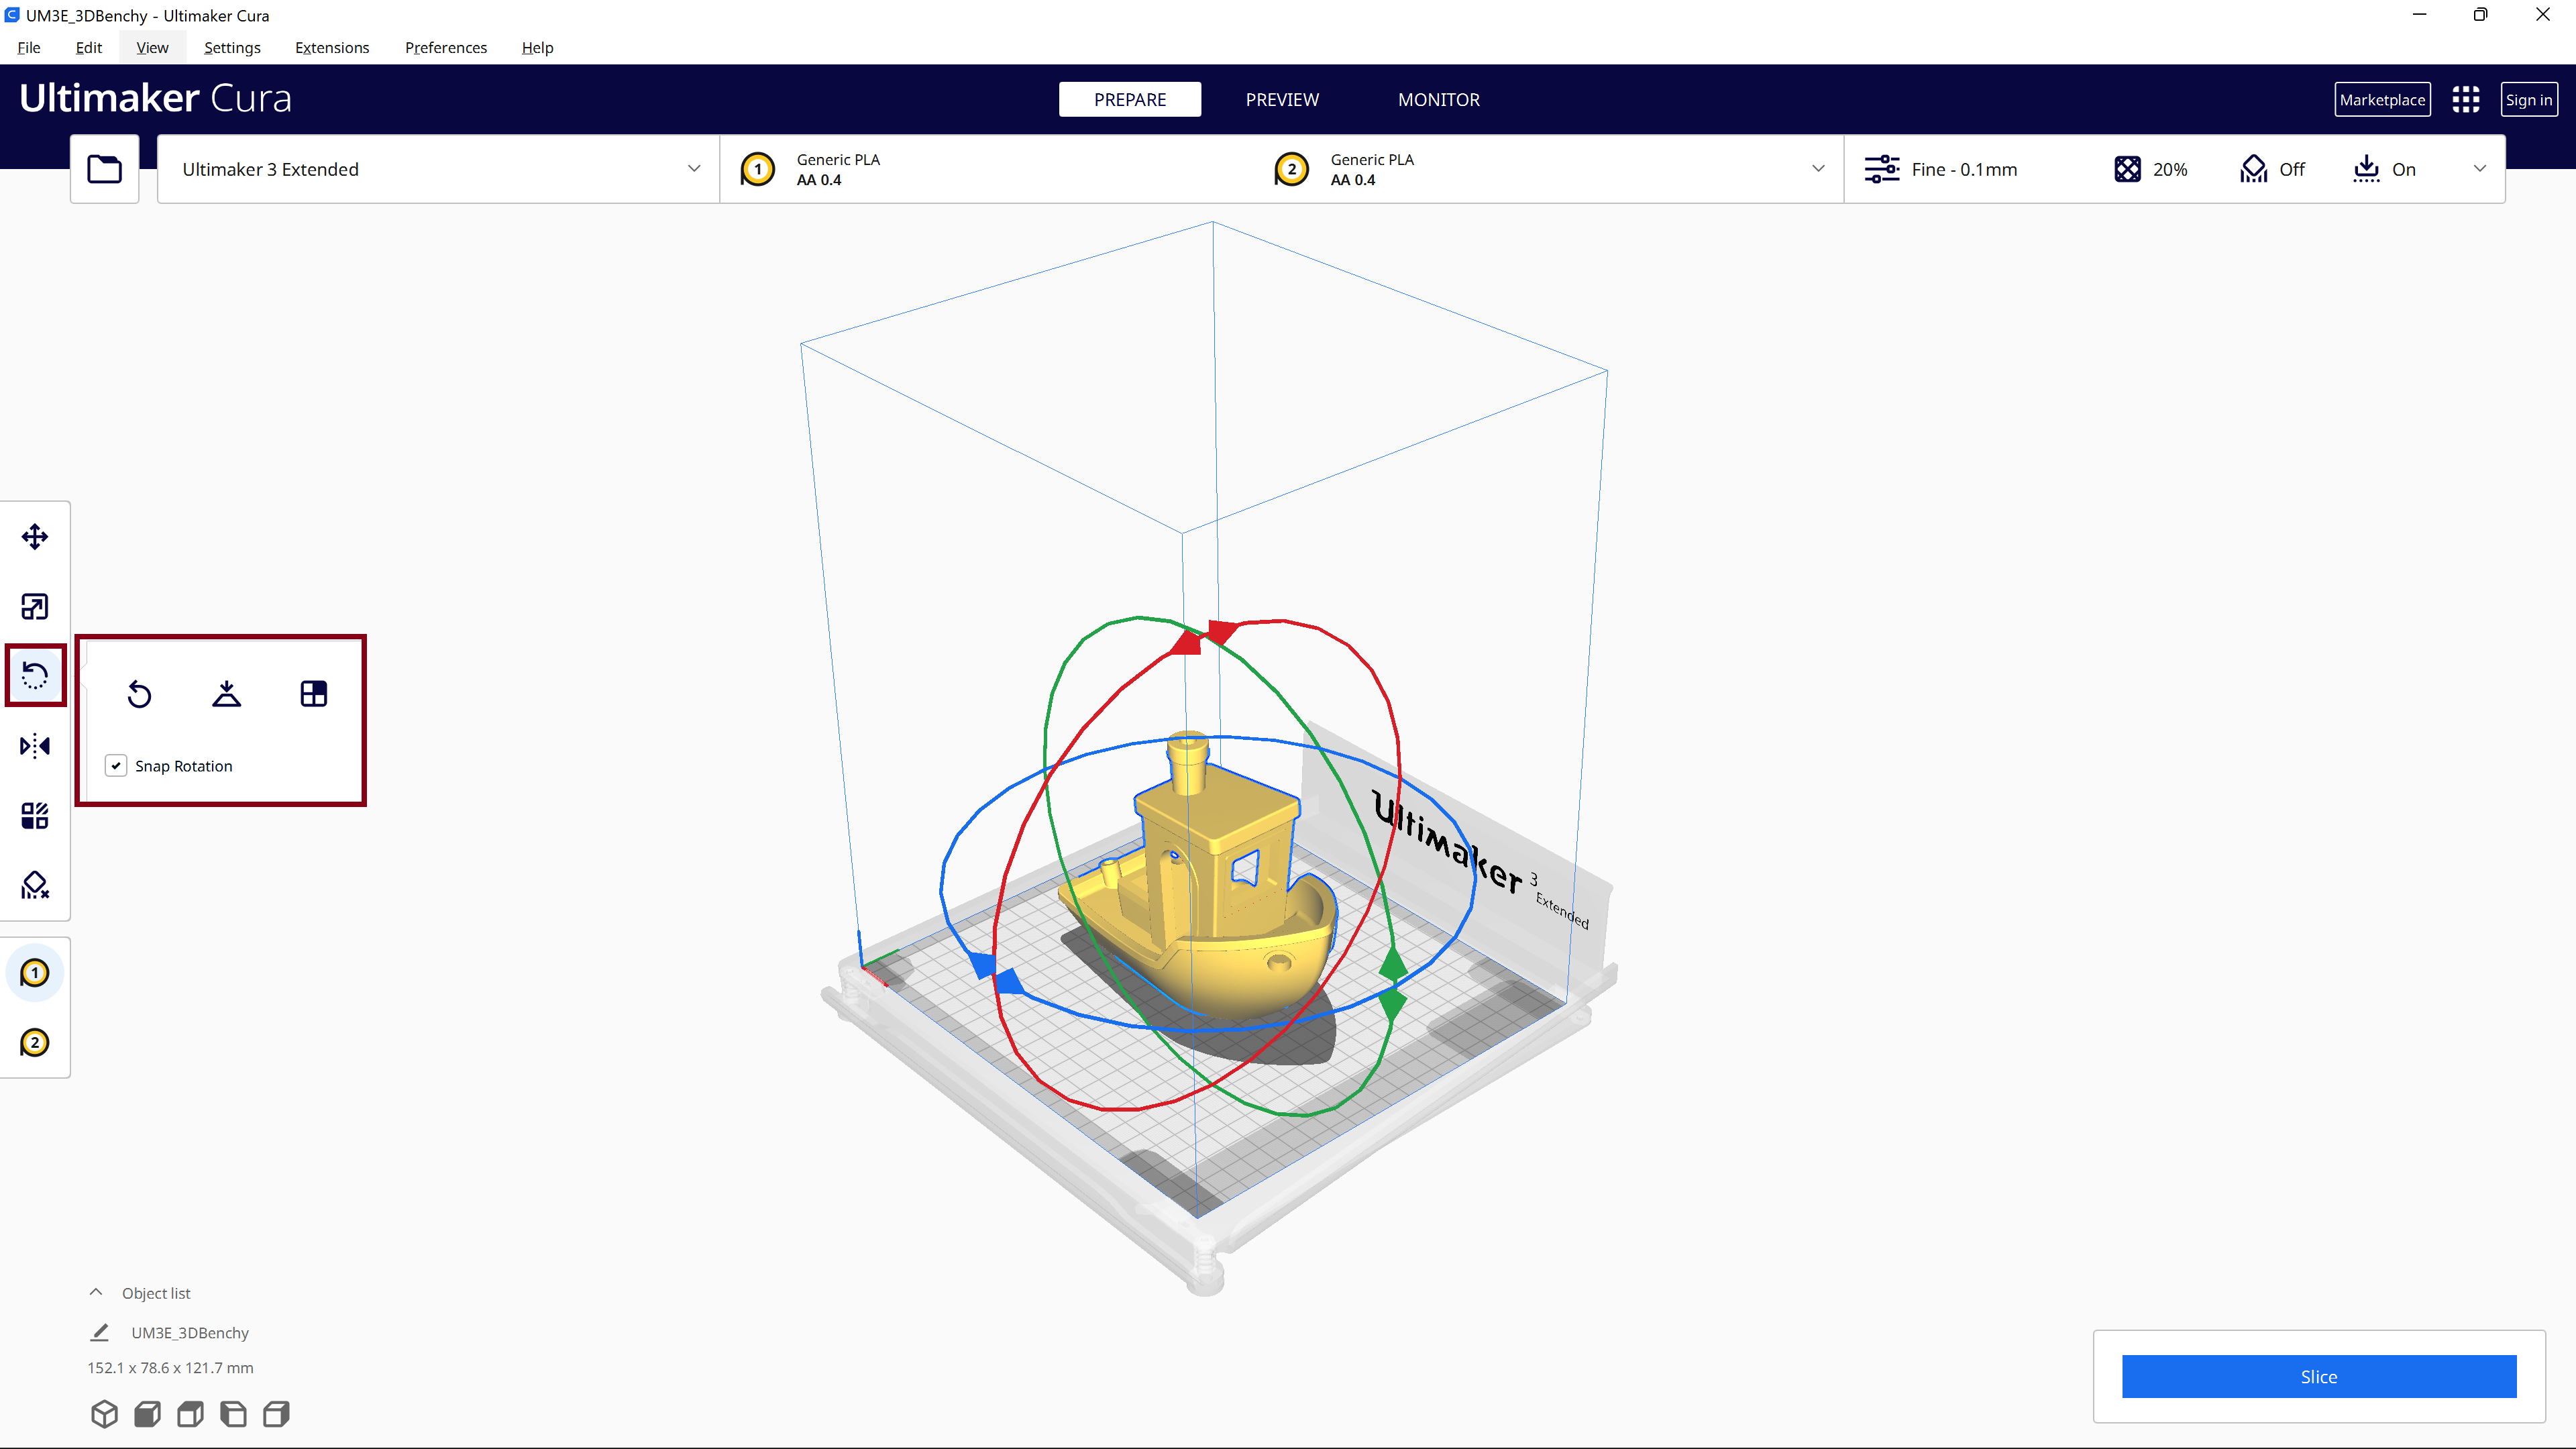 UM3E_3DBenchy - Ultimaker Cura
File Edit View Settings Extensions Preferences Help
Ultimaker Cura
PREPARE PREVIEW MONITOR
Marketplace Sign in
Ultimaker 3 Extended
1 Generic PLA
AA 0.4
2 Generic PLA
AA 0.4
Fine - 0.1mm 20% Off On
Snap Rotation
Ultimaker 3
Extended
1
2
Object list
UM3E_3DBenchy
152.1 x 78.6 x 121.7 mm
Slice